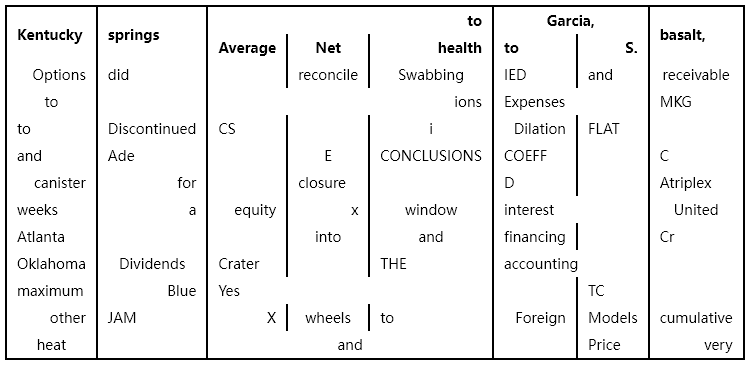 to Garcia,
Kentucky springs basalt,
Average Net health to S.
Options did reconcile Swabbing IED and receivable
to ions Expenses MKG
to Discontinued CS i Dilation FLAT
and Ade E CONCLUSIONS COEFF C
canister for closure D Atriplex
weeks a equity x window interest United
Atlanta into and financing Cr
Oklahoma Dividends Crater THE accounting
maximum Blue Yes TC
other JAM X wheels to Foreign Models cumulative
heat and Price very